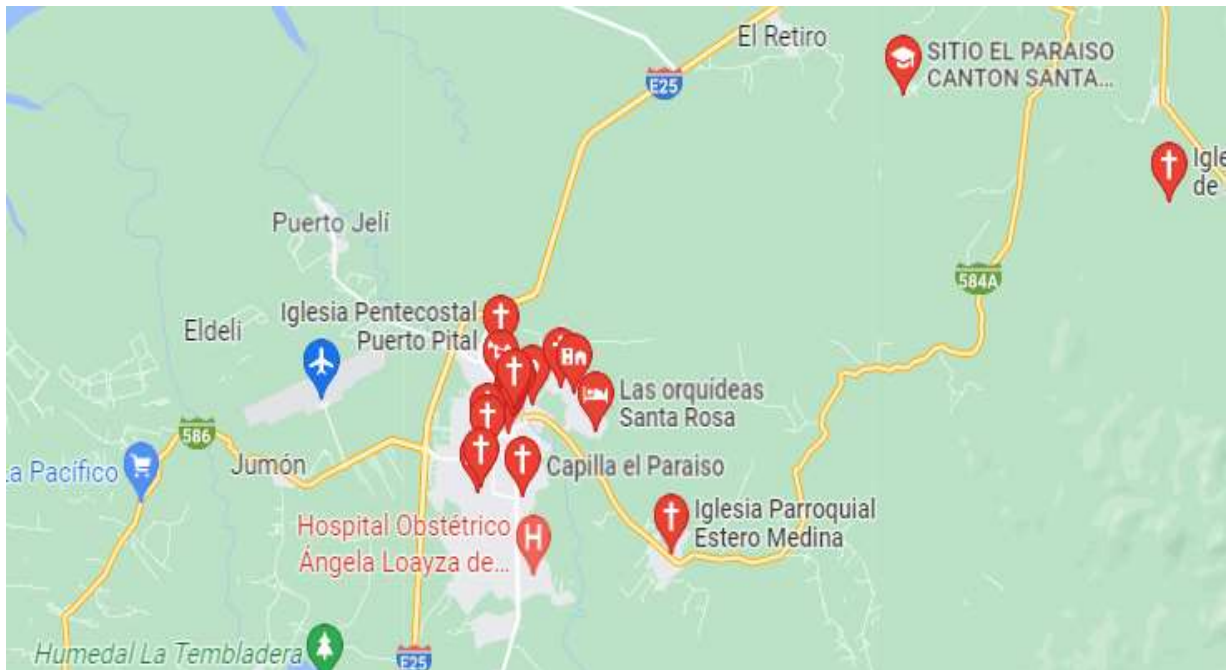 El Retiro
SITIO EL PARAISO
CANTON SANTA...
E25
Igle
de
Puerto Jelí
584A
Iglesia Pentecostal
Puerto Pital
Eldeli
Las orquídeas
Santa Rosa
586
Jumón
La Pacífico
Capilla el Paraiso
Iglesia Parroquial
Estero Medina
Hospital Obstétrico
Ángela Loayza de...
H
Humedal La Tembladera
E25